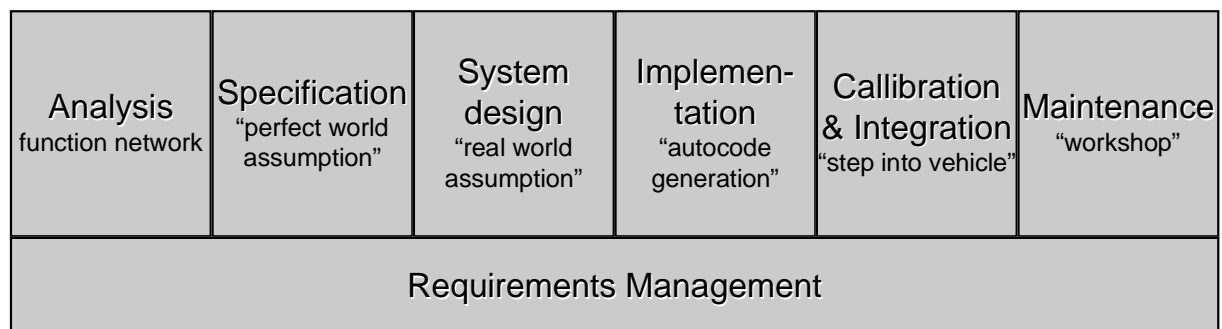 Analysis
function network
Specification
“perfect world
assumption”
System
design
“real world
assumption”
Implemen-
tation
“autocode
generation”
Callibration
& Integration
“step into vehicle”
Maintenance
“workshop”
Requirements Management